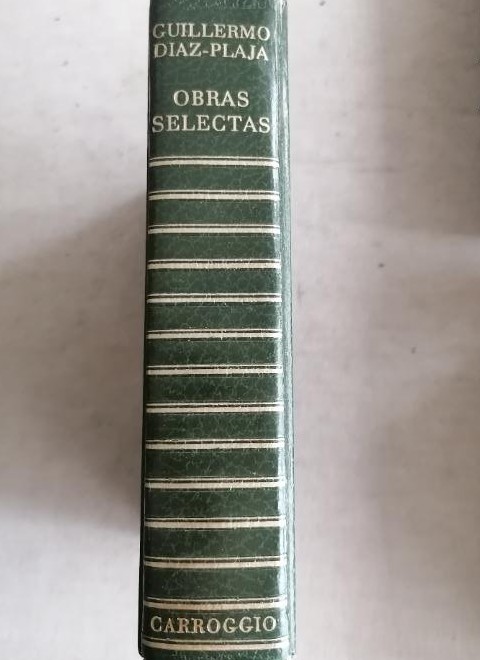 GUILLERMO
DIAZ-PLAJA
OBRAS
SELECTAS
CARROGGIO